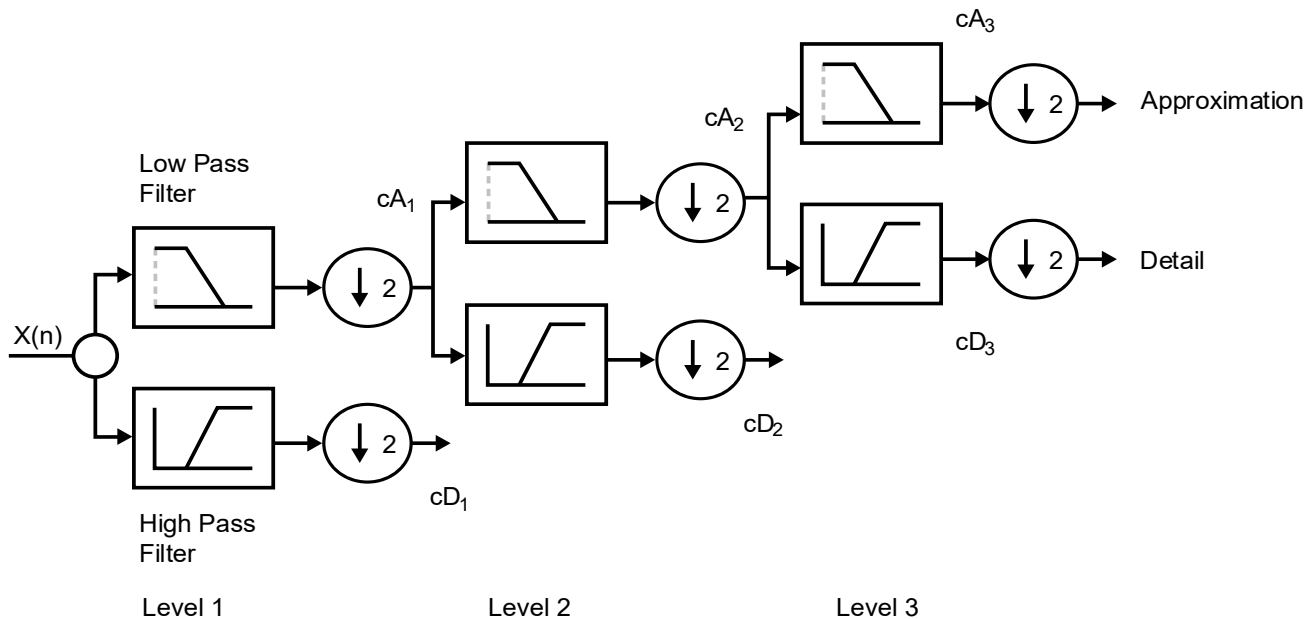 cA3
2
Approximation
cA2
Low Pass
Filter
cA1
2
2
Detail
X(n)
2
cD3
2
cD2
2
cD1
High Pass
Filter
Level 1
Level 2
Level 3